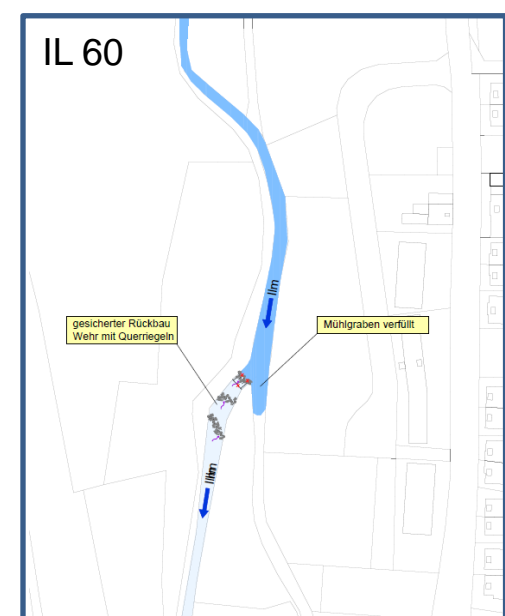 IL 60
Ilm
gesicherter Rückbau
Wehr mit Querriegeln
Mühlgraben verfüllt
Ilm